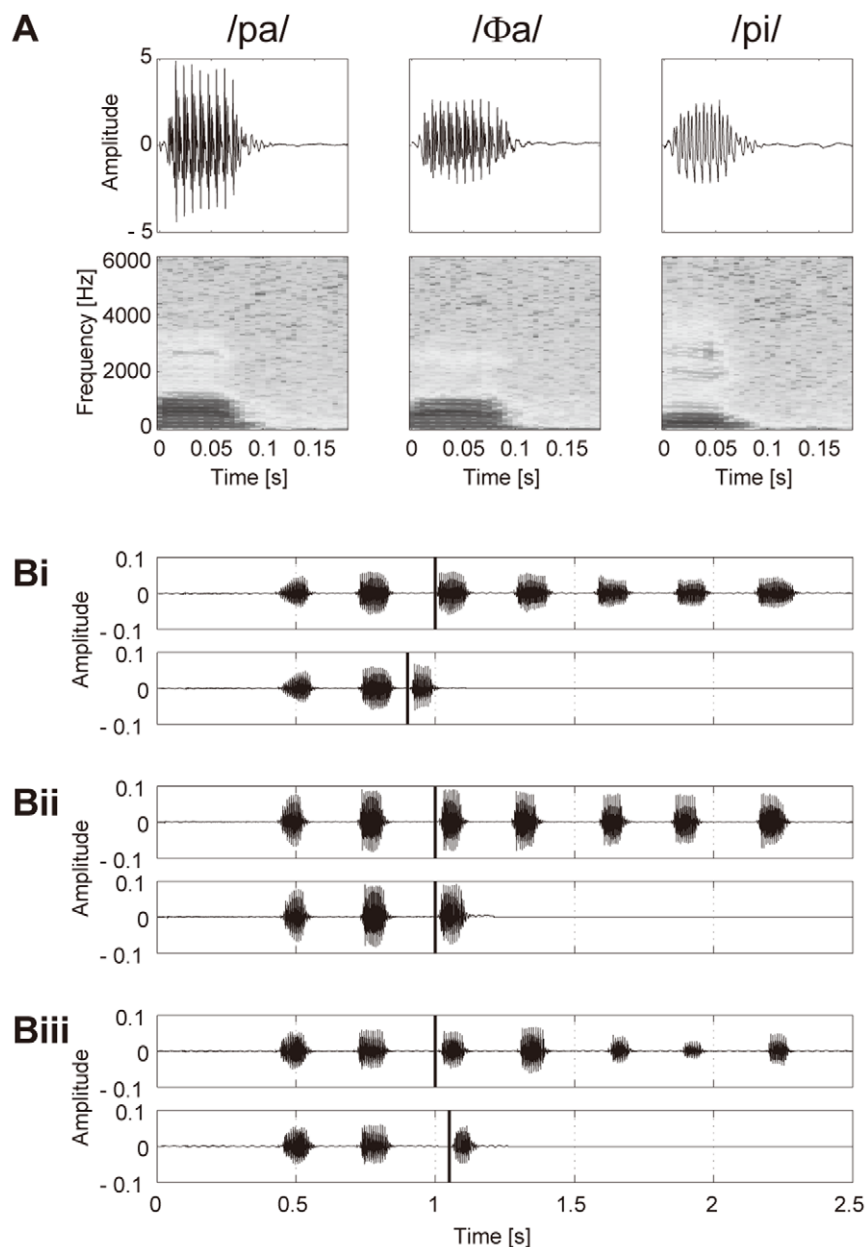 A
/pa/ /Φa/ /pi/
5
0
- 5
Amplitude
6000
4000
2000
0
Frequency [Hz]
0 0.05 0.1 0.15 0 0.05 0.1 0.15 0 0.05 0.1 0.15
Time [s] Time [s] Time [s]
Bi
0.1
0
- 0.1
Amplitude
0.1
0
- 0.1
Bii
0.1
0
- 0.1
Amplitude
0.1
0
- 0.1
Biii
0.1
0
- 0.1
Amplitude
0.1
0
- 0.1
0 0.5 1 1.5 2 2.5
Time [s]